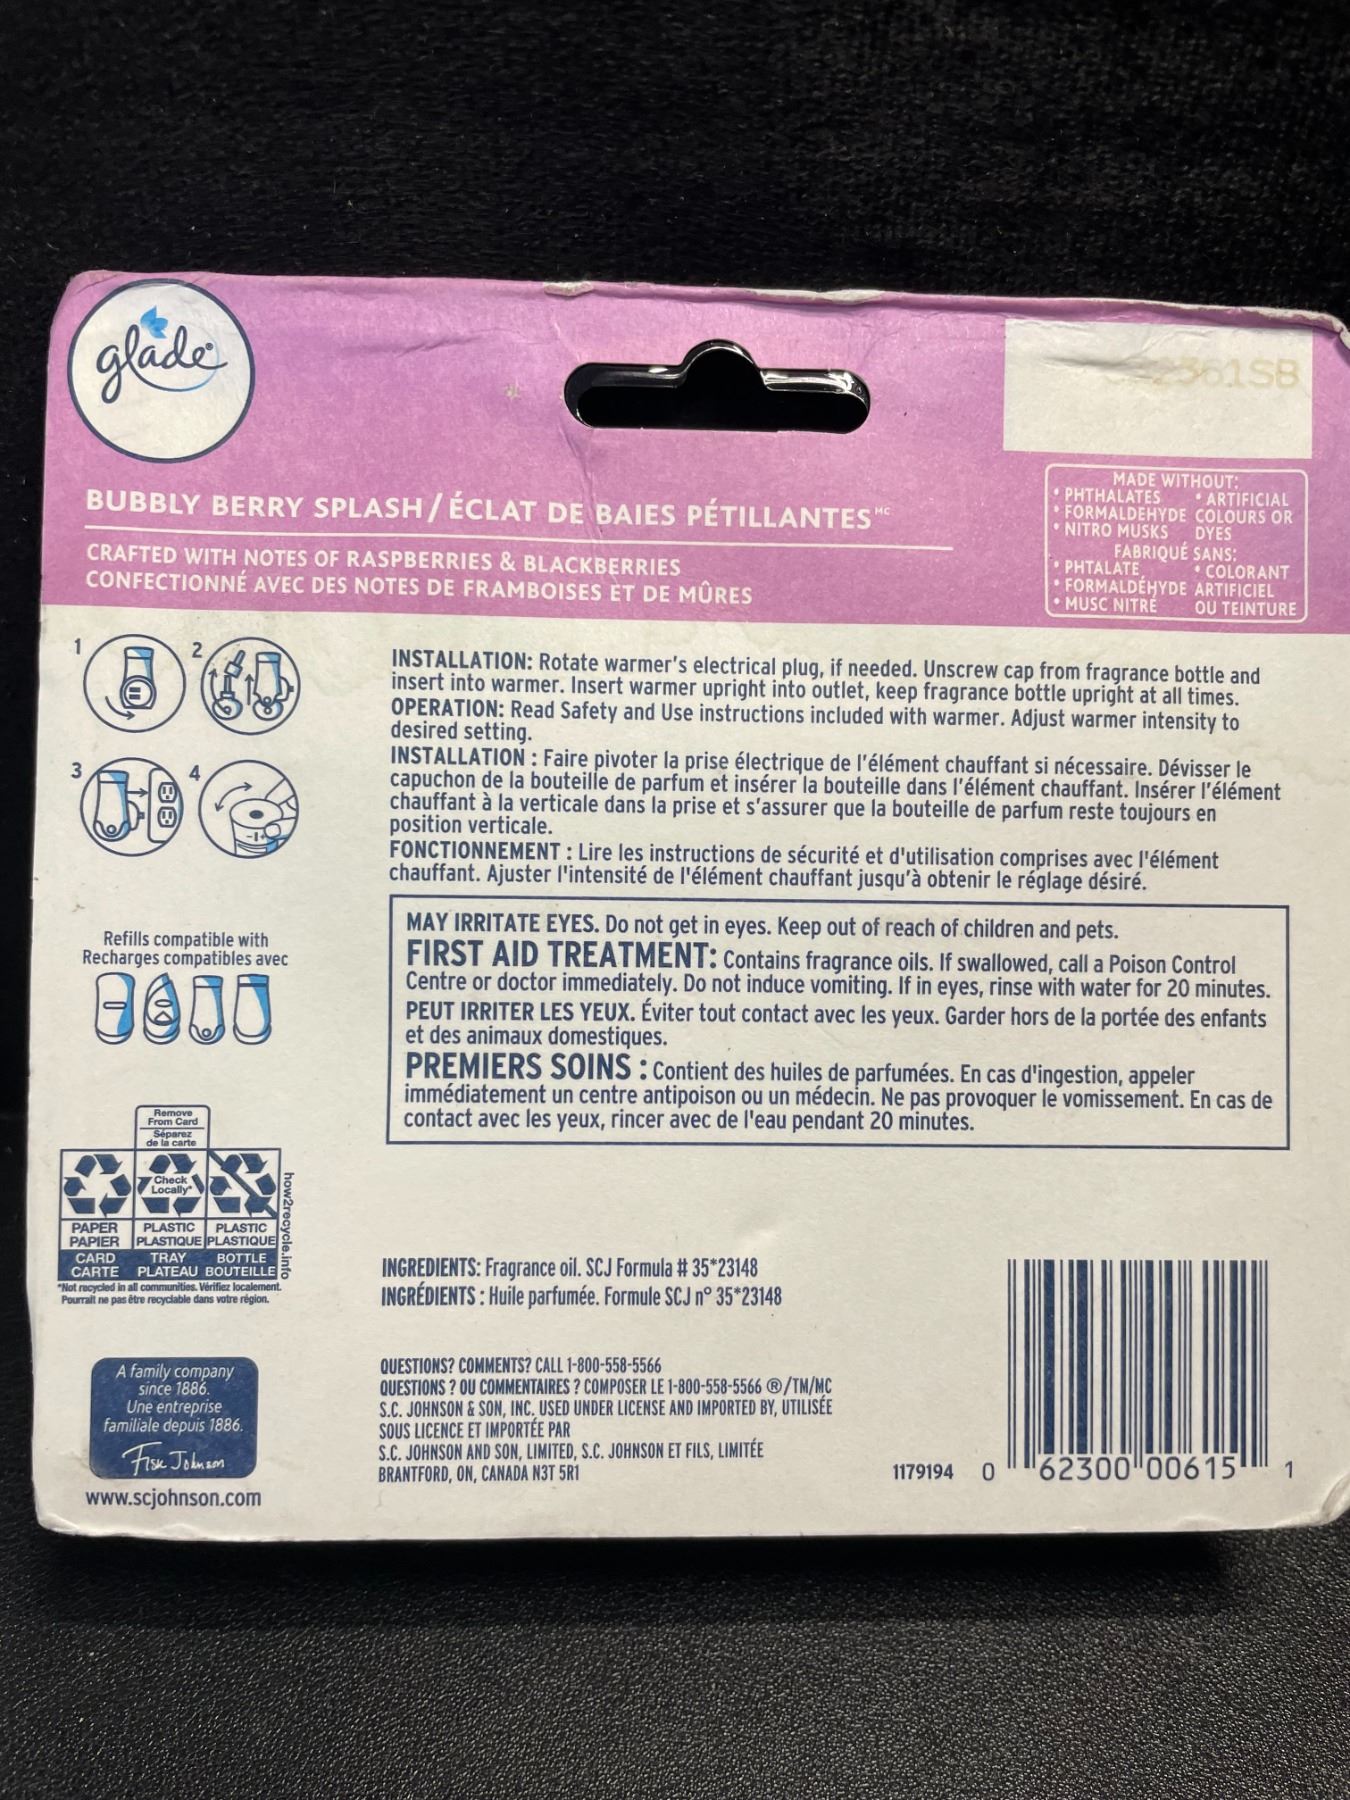 glade®
2361SB
BUBBLY BERRY SPLASH / ÉCLAT DE BAIES PÉTILLANTES MC
CRAFTED WITH NOTES OF RASPBERRIES & BLACKBERRIES
CONFECTIONNÉ AVEC DES NOTES DE FRAMBOISES ET DE MÛRES
MADE WITHOUT:
• PHTHALATES • ARTIFICIAL
• FORMALDEHYDE COLOURS OR
• NITRO MUSKS DYES
FABRIQUÉ SANS:
• PHTALATE • COLORANT
• FORMALDÉHYDE ARTIFICIEL
• MUSC NITRÉ OU TEINTURE
1 2
3 4
INSTALLATION: Rotate warmer's electrical plug, if needed. Unscrew cap from fragrance bottle and
insert into warmer. Insert warmer upright into outlet, keep fragrance bottle upright at all times.
OPERATION: Read Safety and Use instructions included with warmer. Adjust warmer intensity to
desired setting.
INSTALLATION : Faire pivoter la prise électrique de l'élément chauffant si nécessaire. Dévisser le
capuchon de la bouteille de parfum et insérer la bouteille dans l'élément chauffant. Insérer l'élément
chauffant à la verticale dans la prise et s'assurer que la bouteille de parfum reste toujours en
position verticale.
FONCTIONNEMENT : Lire les instructions de sécurité et d'utilisation comprises avec l'élément
chauffant. Ajuster l'intensité de l'élément chauffant jusqu'à obtenir le réglage désiré.
Refills compatible with
Recharges compatibles avec
MAY IRRITATE EYES. Do not get in eyes. Keep out of reach of children and pets.
FIRST AID TREATMENT: Contains fragrance oils. If swallowed, call a Poison Control
Centre or doctor immediately. Do not induce vomiting. If in eyes, rinse with water for 20 minutes.
PEUT IRRITER LES YEUX. Éviter tout contact avec les yeux. Garder hors de la portée des enfants
et des animaux domestiques.
PREMIERS SOINS : Contient des huiles de parfumées. En cas d'ingestion, appeler
immédiatement un centre antipoison ou un médecin. Ne pas provoquer le vomissement. En cas de
contact avec les yeux, rincer avec de l'eau pendant 20 minutes.
Remove
From Card
Séparez
de la carte
Check
Locally*
PAPER PLASTIC PLASTIC
PAPIER PLASTIQUE PLASTIQUE
CARD TRAY BOTTLE
CARTE PLATEAU BOUTEILLE
how2recycle.info
*Not recycled in all communities. Vérifiez localement.
Pourrait ne pas être recyclable dans votre région.
INGREDIENTS: Fragrance oil. SCJ Formula # 35*23148
INGRÉDIENTS : Huile parfumée. Formule SCJ nº 35*23148
A family company
since 1886.
Une entreprise
familiale depuis 1886.
Fisk Johnson
www.scjohnson.com
QUESTIONS? COMMENTS? CALL 1-800-558-5566
QUESTIONS ? OU COMMENTAIRES ? COMPOSER LE 1-800-558-5566 ®/TM/MC
S.C. JOHNSON & SON, INC. USED UNDER LICENSE AND IMPORTED BY, UTILISÉE
SOUS LICENCE ET IMPORTÉE PAR
S.C. JOHNSON AND SON, LIMITED, S.C. JOHNSON ET FILS, LIMITÉE
BRANTFORD, ON, CANADA N3T 5R1
1179194
0 62300 00615 1